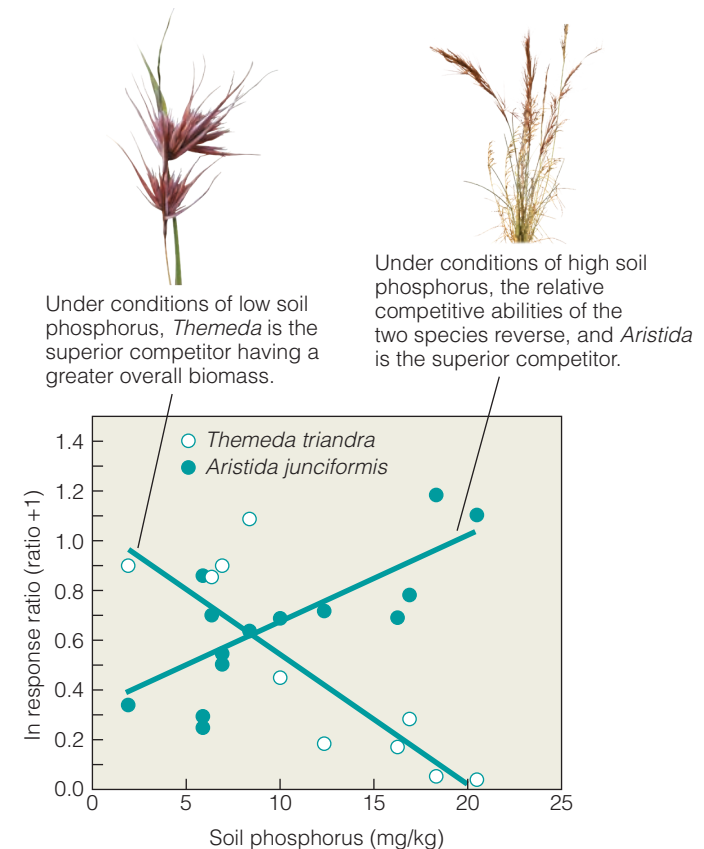 Under conditions of low soil
phosphorus, Themeda is the
superior competitor having a
greater overall biomass.
Under conditions of high soil
phosphorus, the relative
competitive abilities of the
two species reverse, and Aristida
is the superior competitor.
Themeda triandra
Aristida junciformis
ln response ratio (ratio +1)
1.4
1.2
1.0
0.8
0.6
0.4
0.2
0.0
0 5 10 15 20 25
Soil phosphorus (mg/kg)